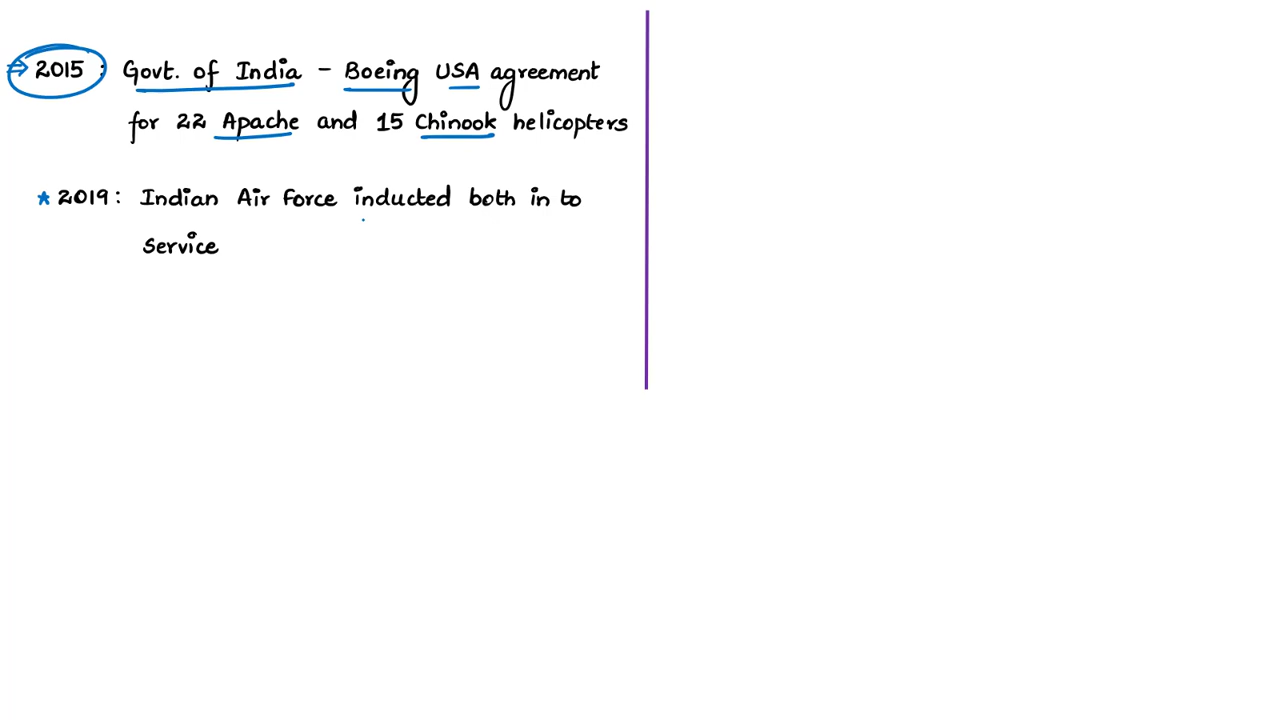 ⇒ 2015 : Govt. of India - Boeing USA agreement
for 22 Apache and 15 Chinook helicopters
* 2019 : Indian Air Force inducted both in to
Service